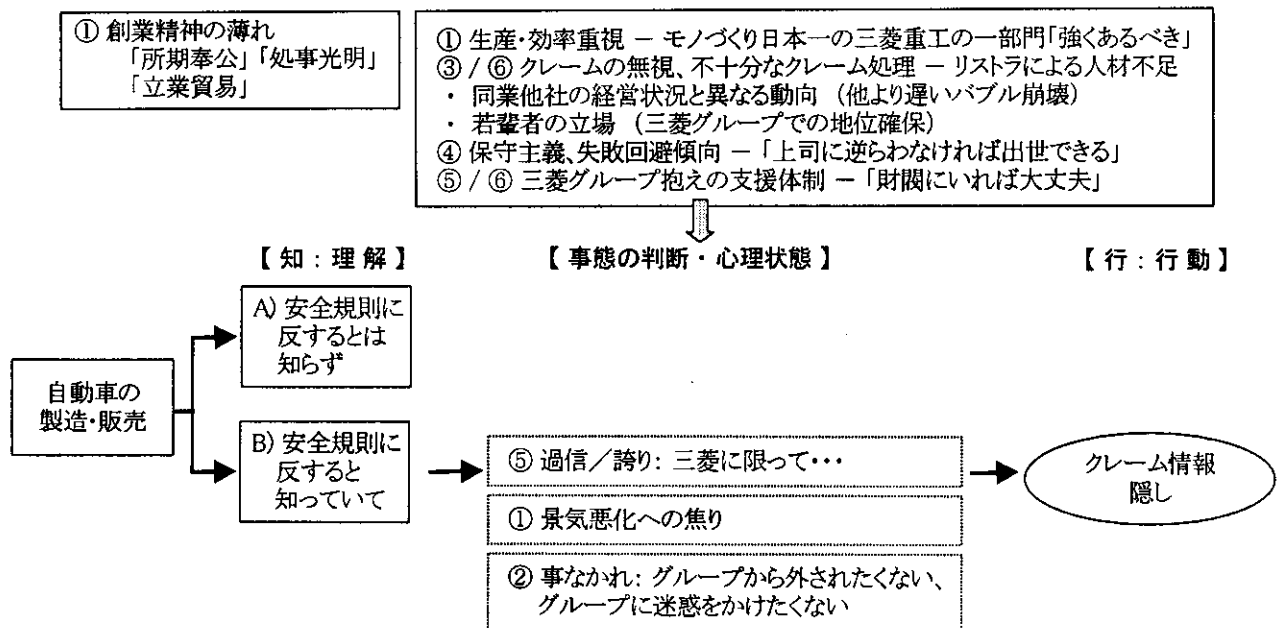 ① 創業精神の薄れ
「所期奉公」「処事光明」
「立業貿易」
① 生産・効率重視 － モノづくり日本一の三菱重工の一部門「強くあるべき」
③ / ⑥ クレームの無視、不十分なクレーム処理 － リストラによる人材不足
・ 同業他社の経営状況と異なる動向 （他より遅いバブル崩壊）
・ 若輩者の立場 （三菱グループでの地位確保）
④ 保守主義、失敗回避傾向 －「上司に逆らわなければ出世できる」
⑤ / ⑥ 三菱グループ抱えの支援体制 －「財閥にいれば大丈夫」
【 知 : 理 解 】
【 事態の判断・心理状態 】
【 行 : 行 動 】
A) 安全規則に
反するとは
知らず
自動車の
製造・販売
B) 安全規則に
反すると
知っていて
⑤ 過信／誇り: 三菱に限って・・・
① 景気悪化への焦り
② 事なかれ: グループから外されたくない、
グループに迷惑をかけたくない
クレーム情報
隠し